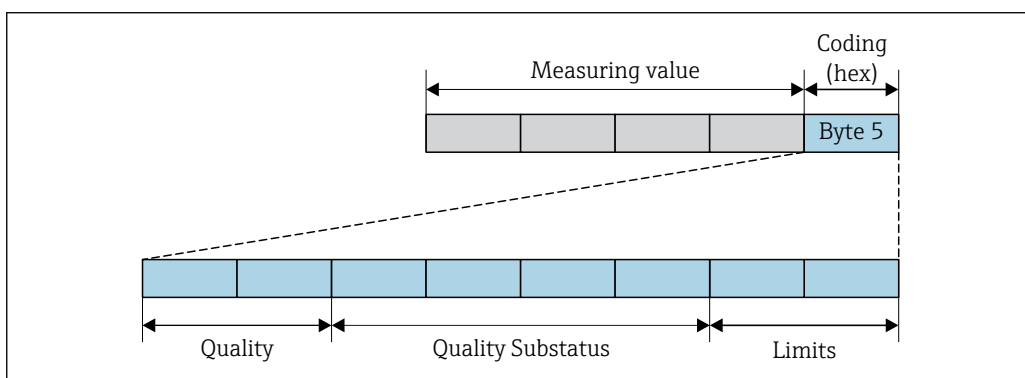 Coding
Measuring value
(hex)
Byte 5
Quality
Quality Substatus
Limits